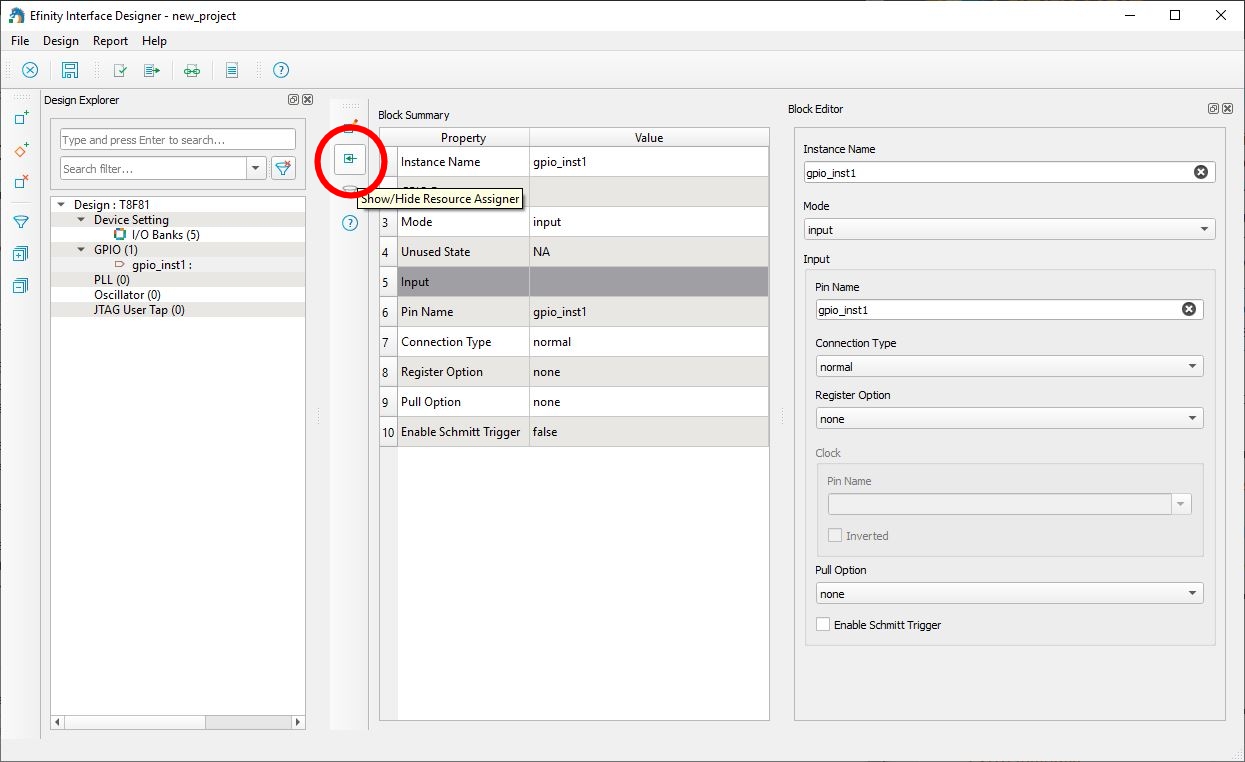 Efinity Interface Designer - new_project
File Design Report Help
Design Explorer
Type and press Enter to search...
Search filter...
Design : T8F81
Device Setting
I/O Banks (5)
GPIO (1)
gpio_inst1 :
PLL (0)
Oscillator (0)
JTAG User Tap (0)
Show/Hide Resource Assigner
Block Summary
Property Value
Instance Name gpio_inst1
3 Mode input
4 Unused State NA
5 Input
6 Pin Name gpio_inst1
7 Connection Type normal
8 Register Option none
9 Pull Option none
10 Enable Schmitt Trigger false
Block Editor
Instance Name
gpio_inst1
Mode
input
Input
Pin Name
gpio_inst1
Connection Type
normal
Register Option
none
Clock
Pin Name
Inverted
Pull Option
none
Enable Schmitt Trigger